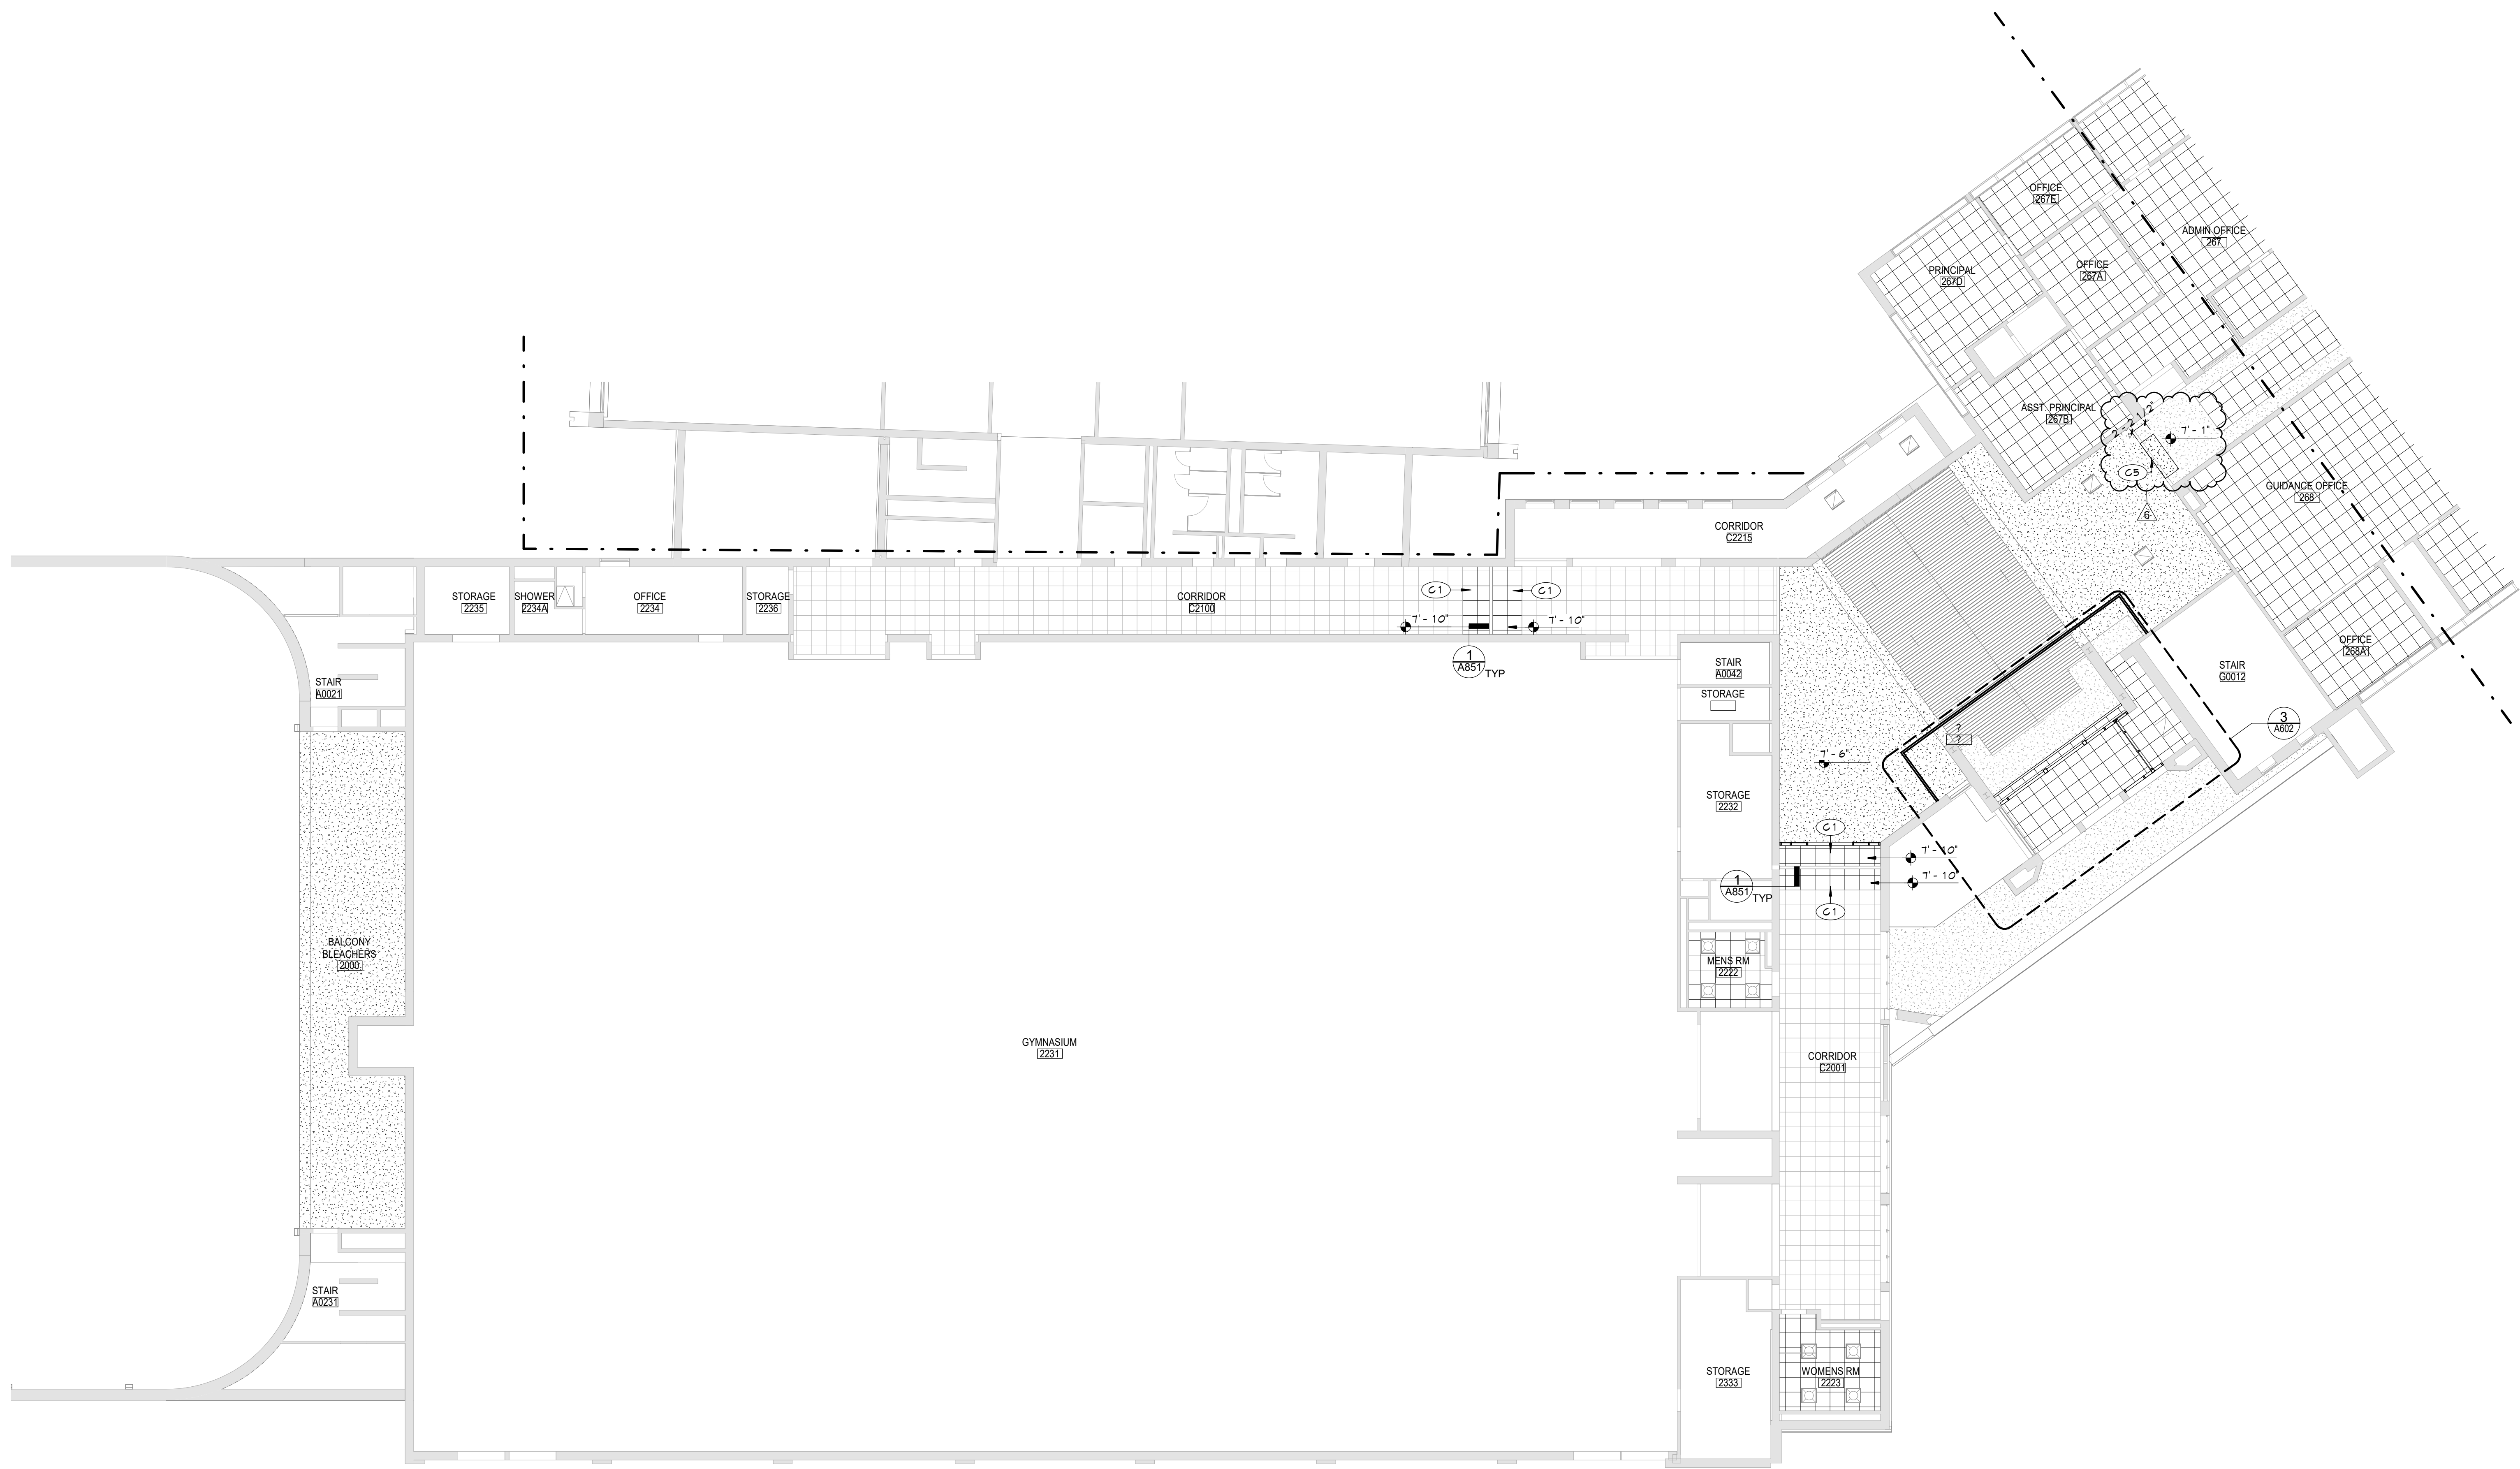 OFFICE
267E
ADMIN OFFICE
267
PRINCIPAL
267D
OFFICE
267A
ASST. PRINCIPAL
267B
2' - 2 1/2"
7' - 1"
C5
6
GUIDANCE OFFICE
268
OFFICE
268A
STAIR
G0012
3
A602
CORRIDOR
C2215
STORAGE
2235
SHOWER
2234A
OFFICE
2234
STORAGE
2236
CORRIDOR
C2100
C1
C1
7' - 10"
7' - 10"
1
A851
TYP
STAIR
A0042
STORAGE
STAIR
A0021
?
?
7' - 6"
STORAGE
2232
C1
7' - 10"
7' - 10"
1
A851
TYP
C1
BALCONY
BLEACHERS
2000
MENS RM
2222
GYMNASIUM
2231
CORRIDOR
C2001
STAIR
A0231
STORAGE
2333
WOMENS RM
2223